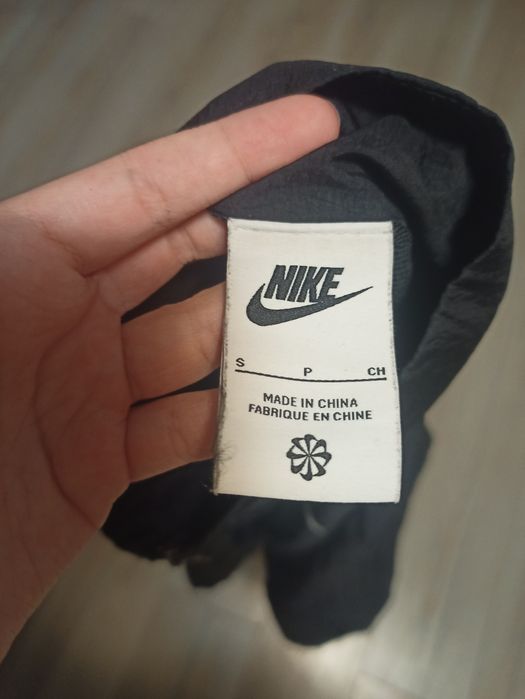 NIKE
S P CH
MADE IN CHINA
FABRIQUE EN CHINE